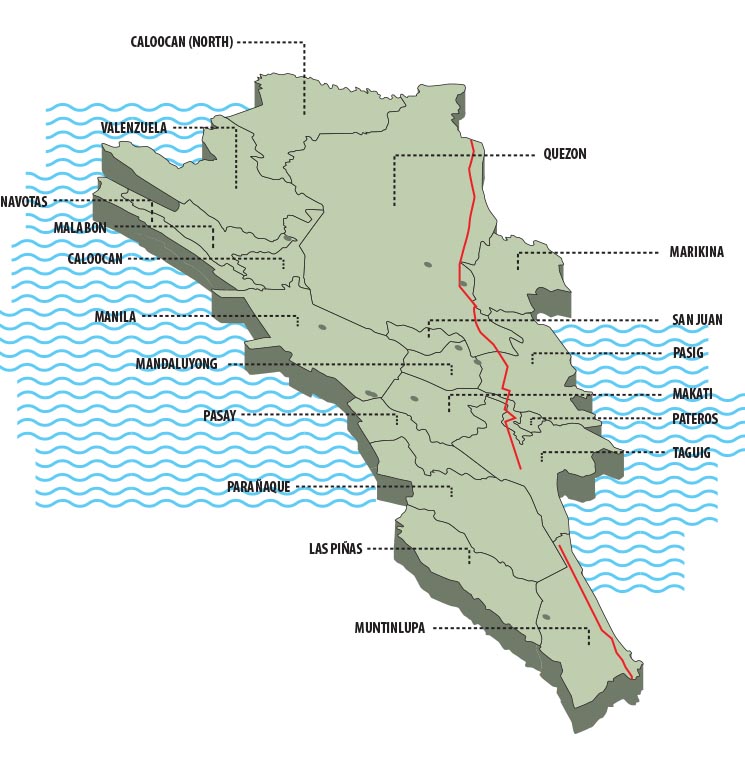 CALOOCAN (NORTH)
VALENZUELA
QUEZON
NAVOTAS
MALABON
MARIKINA
CALOOCAN
MANILA
SAN JUAN
PASIG
MANDALUYONG
MAKATI
PASAY
PATEROS
TAGUIG
PARAÑAQUE
LAS PIÑAS
MUNTINLUPA